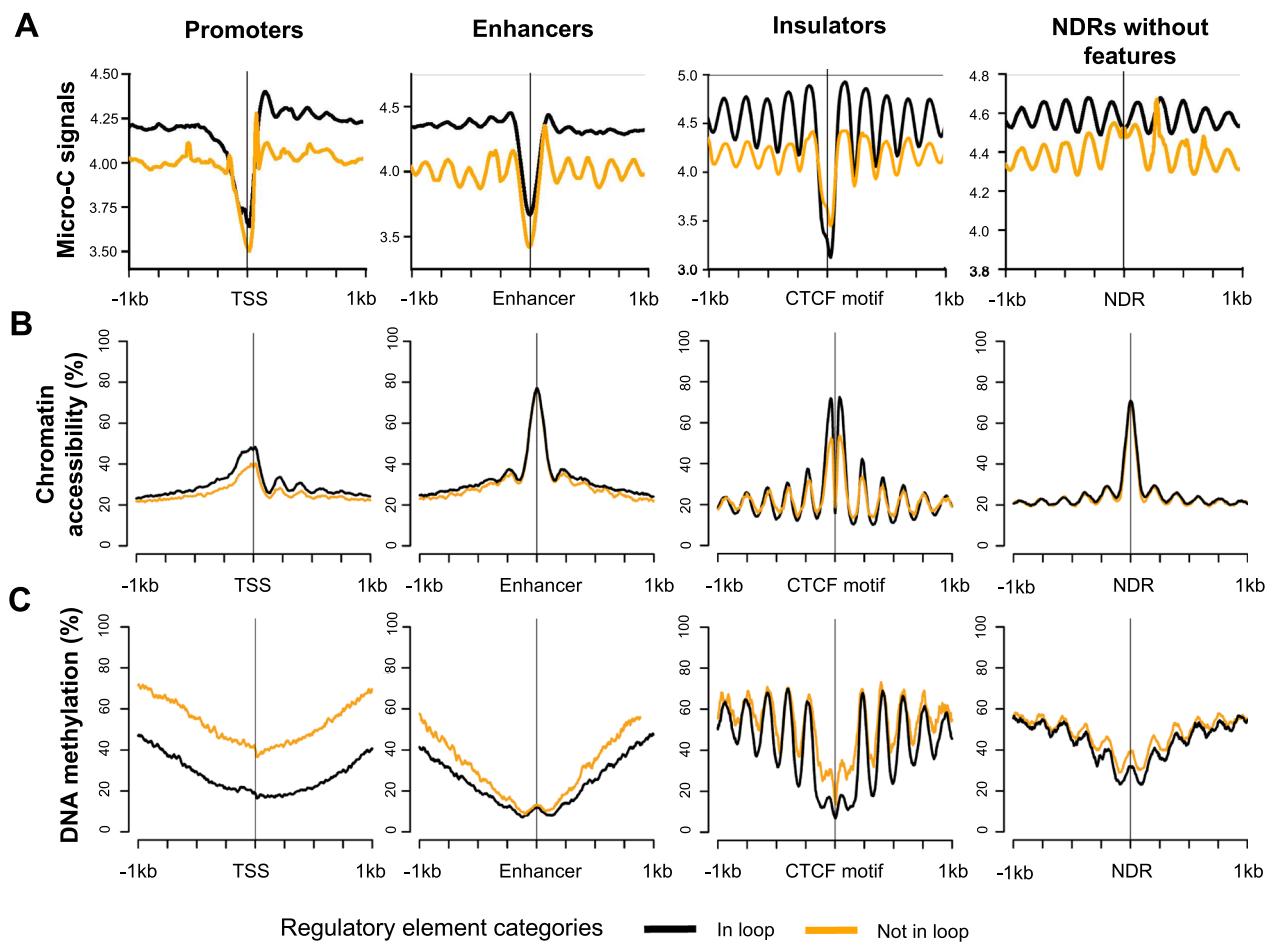 A
Promoters
Enhancers
Insulators
NDRs without
features
Micro-C signals
4.50
4.25
4.00
3.75
3.50
-1kb
TSS
1kb
4.5
4.0
3.5
-1kb
Enhancer
1kb
5.0
4.5
4.0
3.5
3.0
-1kb
CTCF motif
1kb
4.8
4.6
4.4
4.2
4.0
3.8
-1kb
NDR
1kb
B
Chromatin
accessibility (%)
100
80
60
40
20
0
-1kb
TSS
1kb
100
80
60
40
20
0
-1kb
Enhancer
1kb
100
80
60
40
20
0
-1kb
CTCF motif
1kb
100
80
60
40
20
0
-1kb
NDR
1kb
C
DNA methylation (%)
100
80
60
40
20
0
-1kb
TSS
1kb
100
80
60
40
20
0
-1kb
Enhancer
1kb
100
80
60
40
20
0
-1kb
CTCF motif
1kb
100
80
60
40
20
0
-1kb
NDR
1kb
Regulatory element categories
In loop
Not in loop